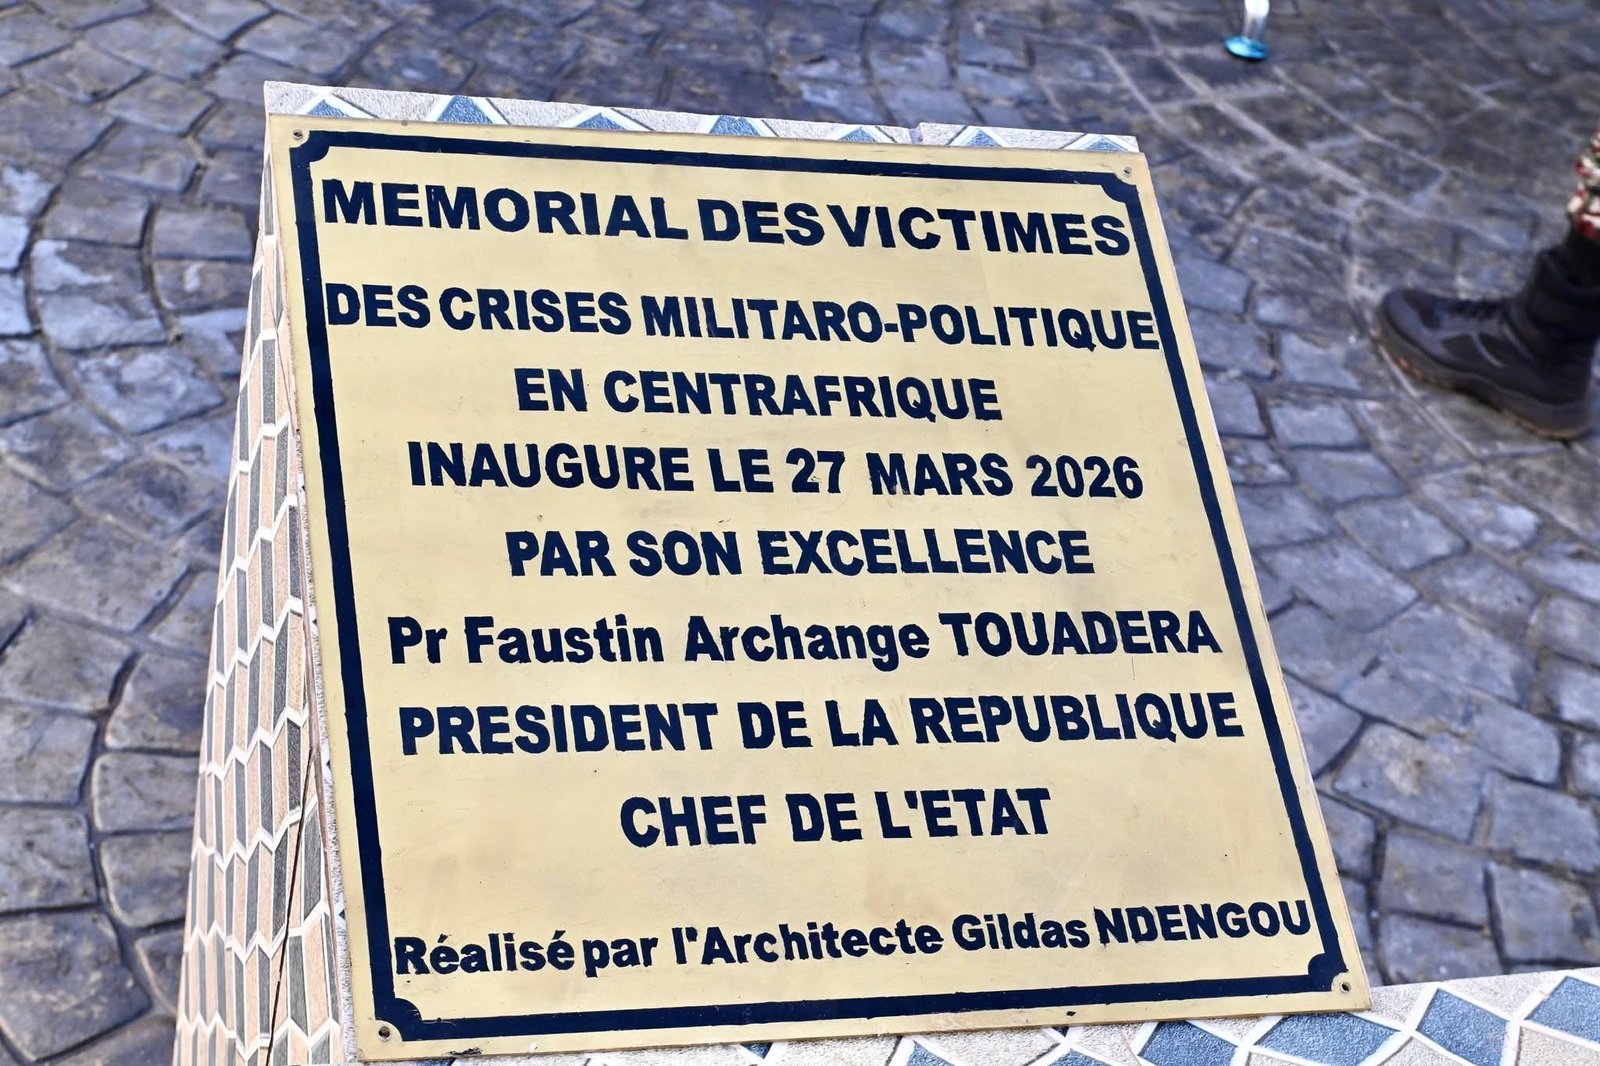 MEMORIAL DES VICTIMES
DES CRISES MILITARO-POLITIQUE
EN CENTRAFRIQUE
INAUGURE LE 27 MARS 2026
PAR SON EXCELLENCE
Pr Faustin Archange TOUADERA
PRESIDENT DE LA REPUBLIQUE
CHEF DE L'ETAT
Réalisé par l'Architecte Gildas NDENGOU